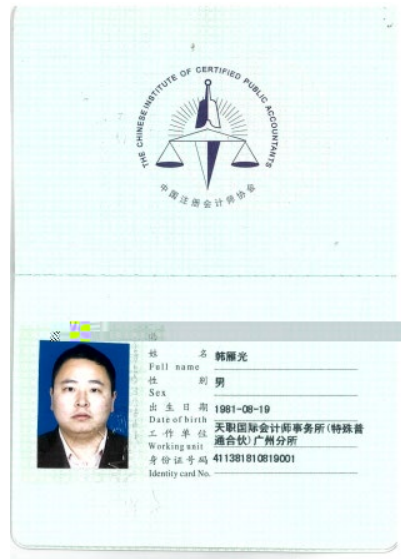 THE CHINESE INSTITUTE OF CERTIFIED PUBLIC ACCOUNTANTS
中国注册会计师协会
姓 名 韩雁光
Full name
性 别 男
Sex
出生日期 1981-08-19
Date of birth
工作单位 天职国际会计师事务所(特殊普
通合伙)广州分所
Working unit
身份证号码 411381810819001
Identity card No.